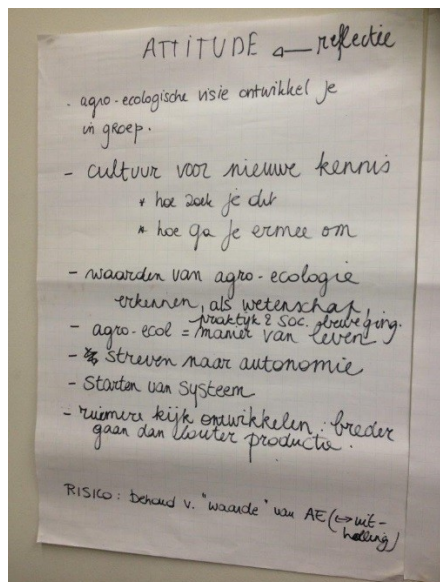 ATTITUDE ← reflectie
. agro-ecologische visie ontwikkel je
in groep.
- cultuur voor nieuwe kennis
* hoe zoek je dit
* hoe ga je ermee om
- waarden van agro-ecologie
erkennen, als wetenschap,
praktijk & soc. beweging.
- agro-ecol = manier van leven
- streven naar autonomie
- Starten van systeem
- ruimere kijk ontwikkelen : breder
gaan dan louter productie.
RISICO : behoud v. "waarde" van AE (↔ uit-
holling)